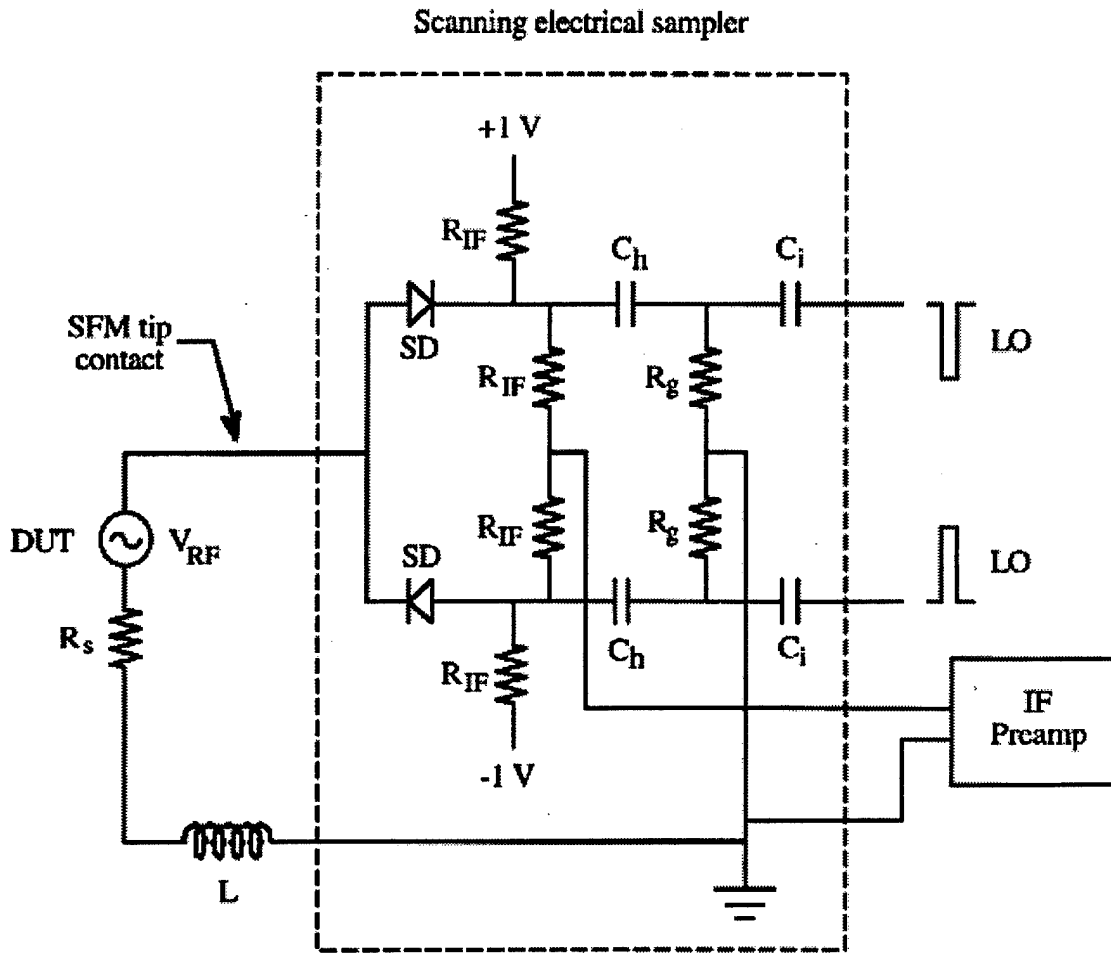 Scanning electrical sampler
+1 V
R_IF
C_h
C_i
SFM tip
contact
SD
R_IF
R_g
LO
DUT
V_RF
R_IF
R_g
SD
LO
R_s
R_IF
C_h
C_i
IF
Preamp
-1 V
L